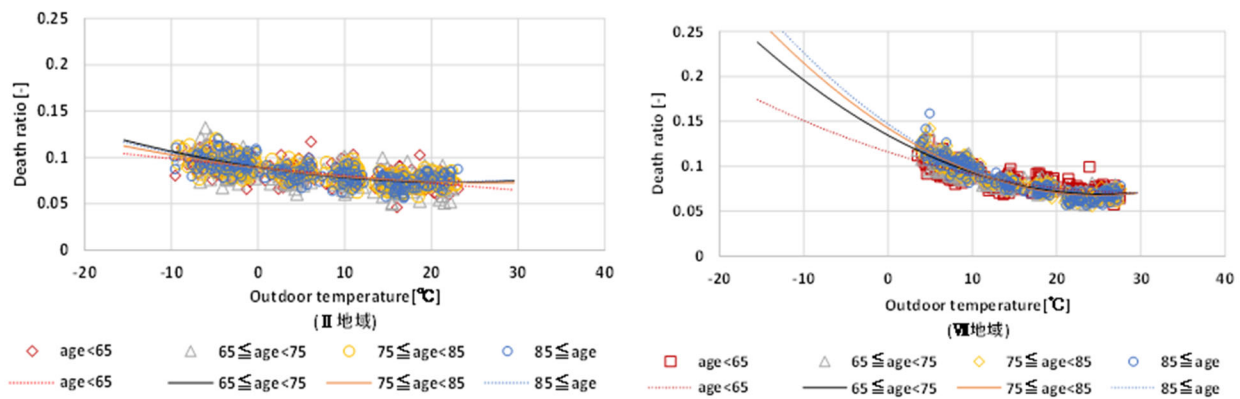 Death ratio [-]
0.25
0.2
0.15
0.1
0.05
0
-20
-10
0
10
20
30
40
Outdoor temperature[℃]
(Ⅱ地域)
age<65
65≦age<75
75≦age<85
85≦age
age<65
65≦age<75
75≦age<85
85≦age
Death ratio [-]
0.25
0.2
0.15
0.1
0.05
0
-20
-10
0
10
20
30
40
Outdoor temperature[℃]
(Ⅶ地域)
age<65
65≦age<75
75≦age<85
85≦age
age<65
65≦age<75
75≦age<85
85≦age